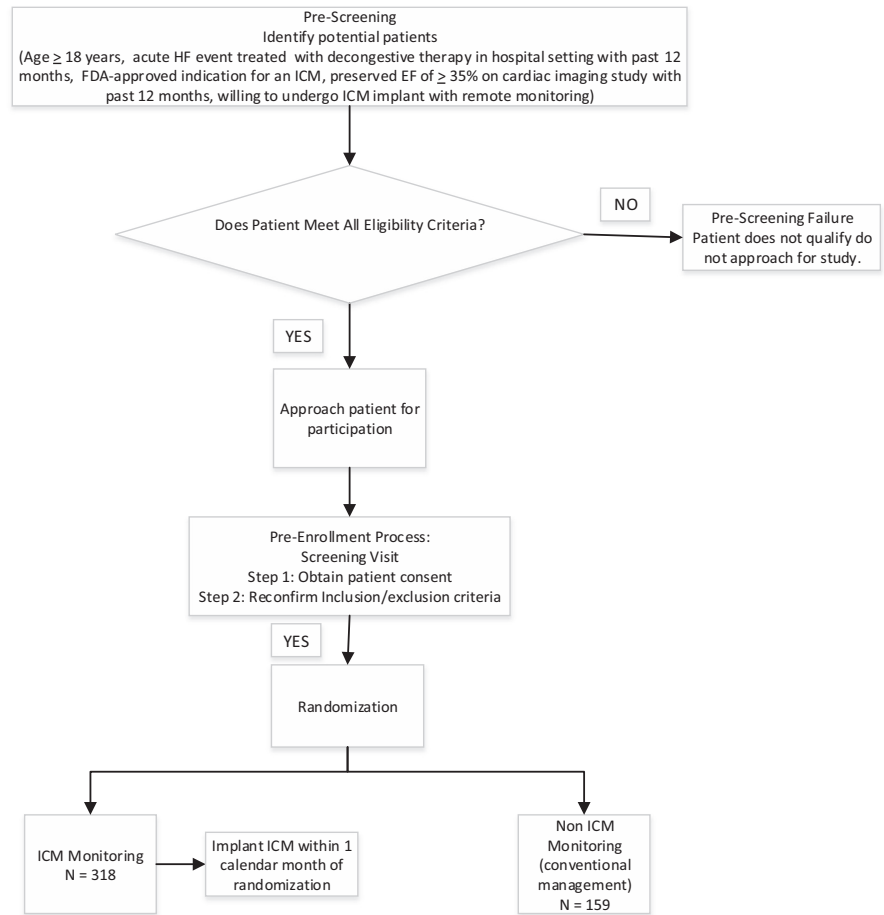 Pre-Screening
Identify potential patients
(Age ≥ 18 years, acute HF event treated with decongestive therapy in hospital setting with past 12
months, FDA-approved indication for an ICM, preserved EF of ≥ 35% on cardiac imaging study with
past 12 months, willing to undergo ICM implant with remote monitoring)
Does Patient Meet All Eligibility Criteria?
NO
Pre-Screening Failure
Patient does not qualify do
not approach for study.
YES
Approach patient for
participation
Pre-Enrollment Process:
Screening Visit
Step 1: Obtain patient consent
Step 2: Reconfirm Inclusion/exclusion criteria
YES
Randomization
ICM Monitoring
N = 318
Implant ICM within 1
calendar month of
randomization
Non ICM
Monitoring
(conventional
management)
N = 159